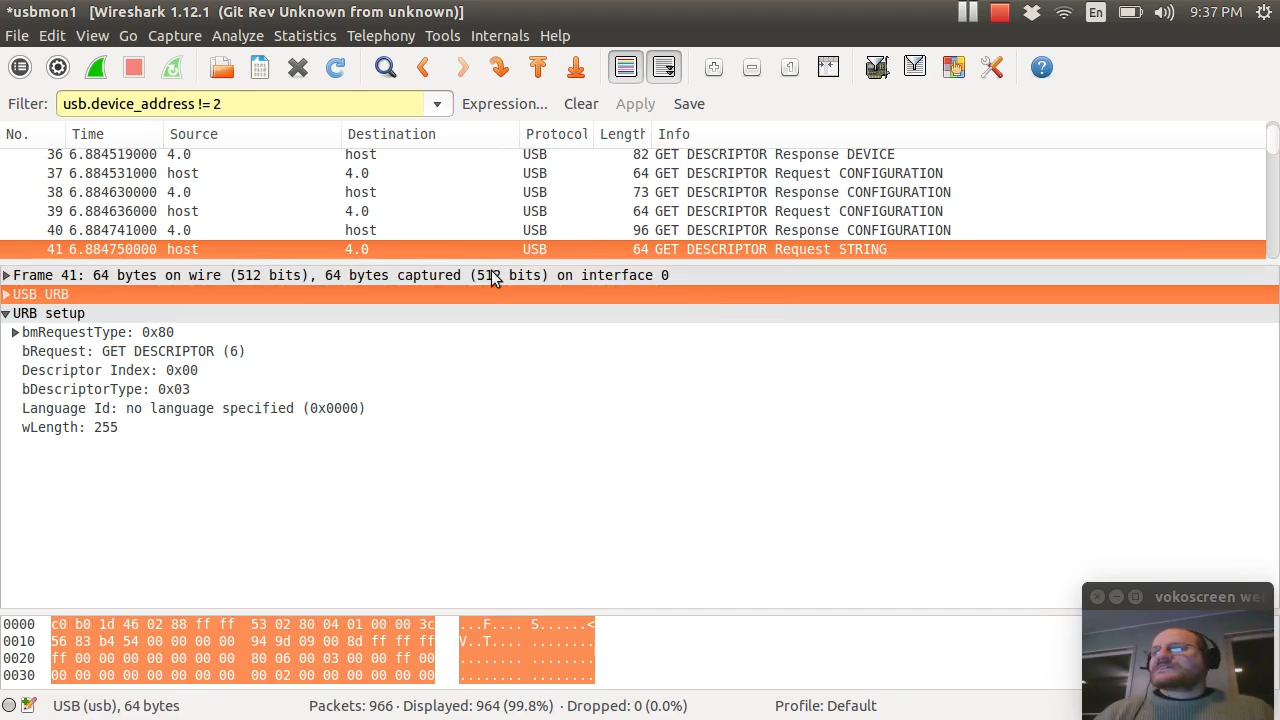 *usbmon1   [Wireshark 1.12.1  (Git Rev Unknown from unknown)]
En
9:37 PM
File Edit View Go Capture Analyze Statistics Telephony Tools Internals Help
Filter: usb.device_address != 2 Expression... Clear Apply Save
No. Time Source Destination Protocol Length Info
36 6.884519000 4.0 host USB 82 GET DESCRIPTOR Response DEVICE
37 6.884531000 host 4.0 USB 64 GET DESCRIPTOR Request CONFIGURATION
38 6.884630000 4.0 host USB 73 GET DESCRIPTOR Response CONFIGURATION
39 6.884636000 host 4.0 USB 64 GET DESCRIPTOR Request CONFIGURATION
40 6.884741000 4.0 host USB 96 GET DESCRIPTOR Response CONFIGURATION
41 6.884750000 host 4.0 USB 64 GET DESCRIPTOR Request STRING
Frame 41: 64 bytes on wire (512 bits), 64 bytes captured (512 bits) on interface 0
USB URB
URB setup
bmRequestType: 0x80
bRequest: GET DESCRIPTOR (6)
Descriptor Index: 0x00
bDescriptorType: 0x03
Language Id: no language specified (0x0000)
wLength: 255
vokoscreen we
0000 c0 b0 1d 46 02 88 ff ff 53 02 80 04 01 00 00 3c ...F.... S......<
0010 56 83 b4 54 00 00 00 00 94 9d 09 00 8d ff ff ff V..T.... ........
0020 ff 00 00 00 00 00 00 00 80 06 00 03 00 00 ff 00 ........ ........
0030 00 00 00 00 00 00 00 00 00 02 00 00 00 00 00 00 ........ ........
USB (usb), 64 bytes Packets: 966 · Displayed: 964 (99.8%) · Dropped: 0 (0.0%) Profile: Default